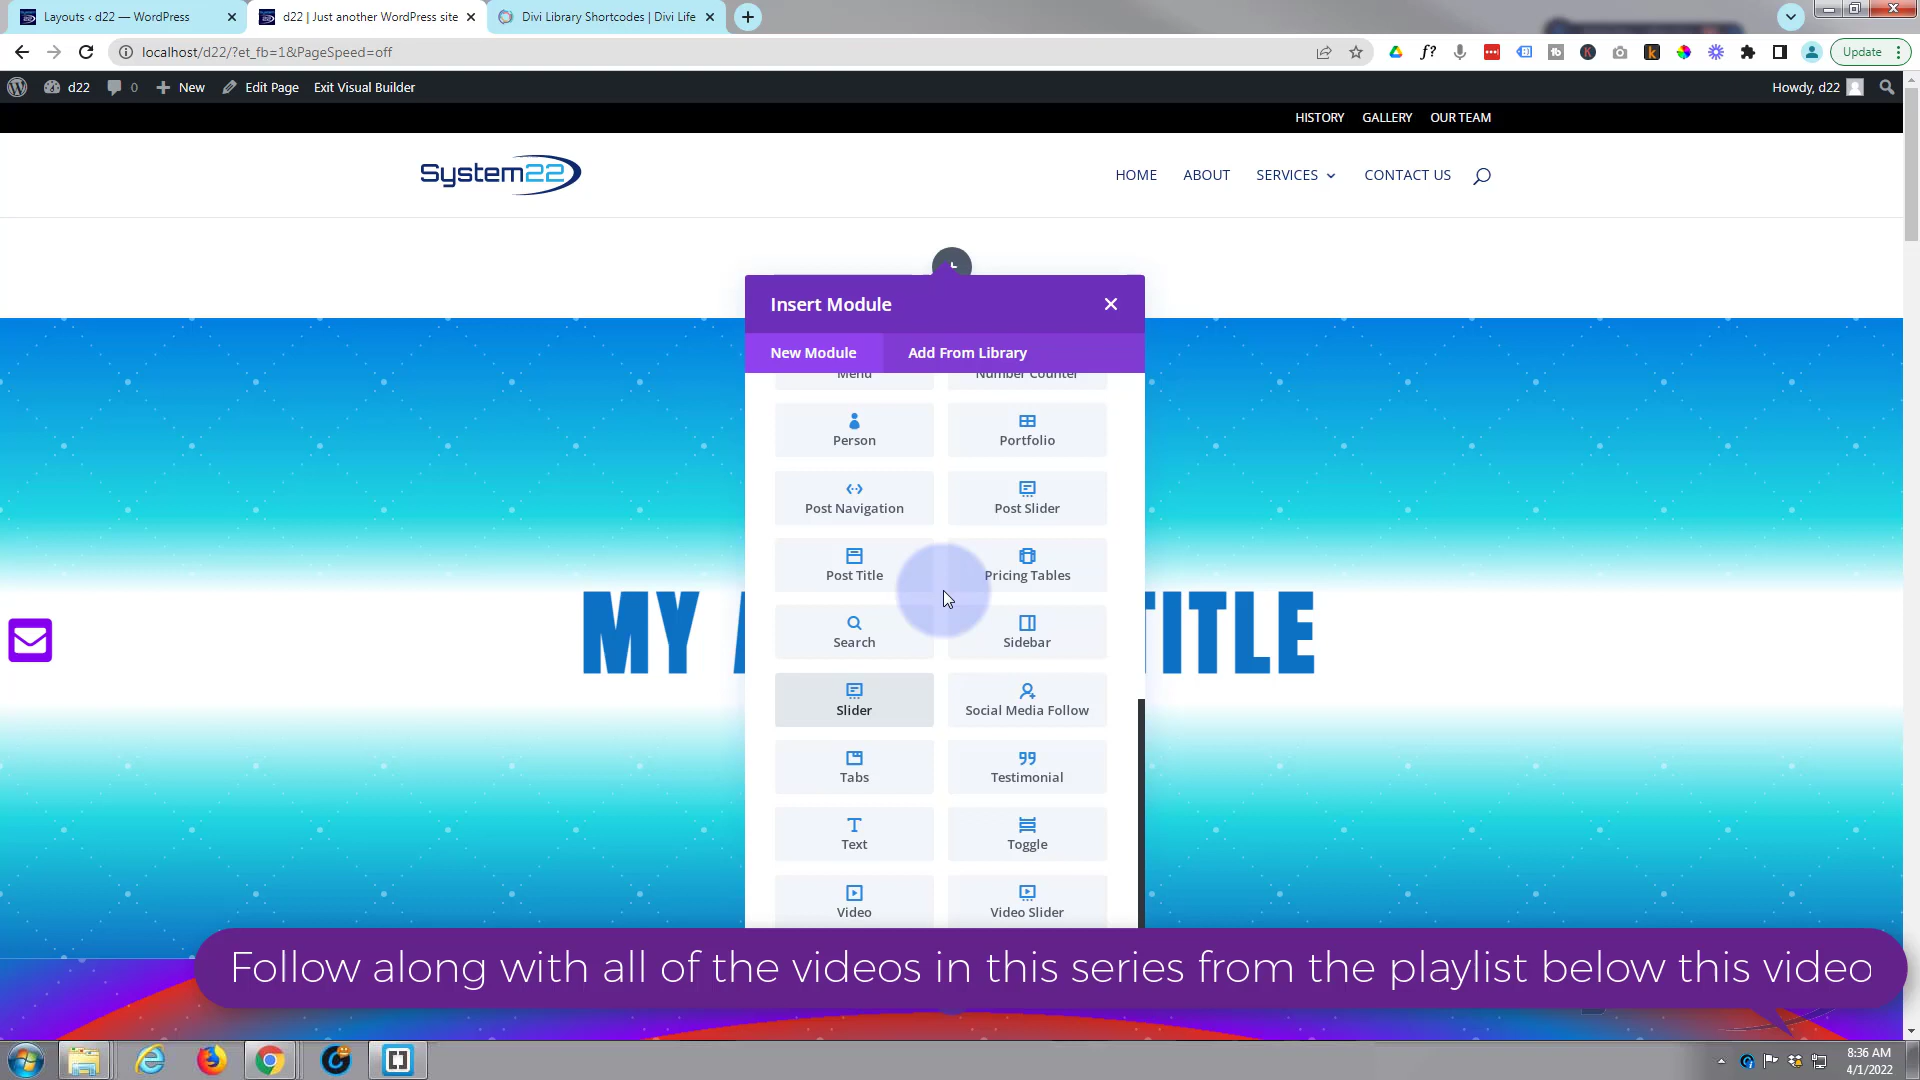 Layouts ‹ d22 — WordPress
d22 | Just another WordPress site
Divi Library Shortcodes | Divi Life
localhost/d22/?et_fb=1&PageSpeed=off
Update
d22
0
New
Edit Page
Exit Visual Builder
Howdy, d22
HISTORY
GALLERY
OUR TEAM
System22
HOME
ABOUT
SERVICES
CONTACT US
Insert Module
New Module
Add From Library
Menu
Number Counter
Person
Portfolio
Post Navigation
Post Slider
Post Title
Pricing Tables
MY A TITLE
Search
Sidebar
Slider
Social Media Follow
Tabs
Testimonial
Text
Toggle
Video
Video Slider
Follow along with all of the videos in this series from the playlist below this video
8:36 AM
4/1/2022